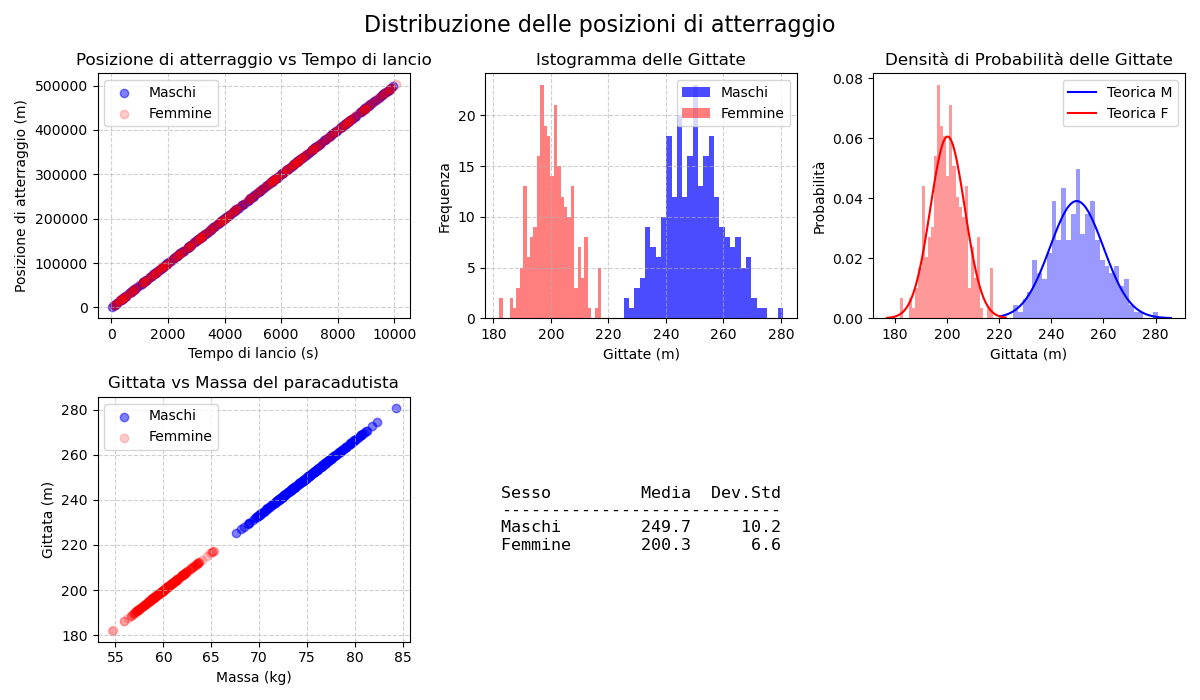 Distribuzione delle posizioni di atterraggio
Posizione di atterraggio vs Tempo di lancio
Posizione di atterraggio (m)
500000
400000
300000
200000
100000
0
Maschi
Femmine
0 2000 4000 6000 8000 10000
Tempo di lancio (s)
Istogramma delle Gittate
Frequenza
20
15
10
5
0
Maschi
Femmine
180 200 220 240 260 280
Gittate (m)
Densità di Probabilità delle Gittate
Probabilità
0.08
0.06
0.04
0.02
0.00
Teorica M
Teorica F
180 200 220 240 260 280
Gittata (m)
Gittata vs Massa del paracadutista
Gittata (m)
280
260
240
220
200
180
Maschi
Femmine
55 60 65 70 75 80 85
Massa (kg)
Sesso Media Dev.Std
----------------------------
Maschi 249.7 10.2
Femmine 200.3 6.6